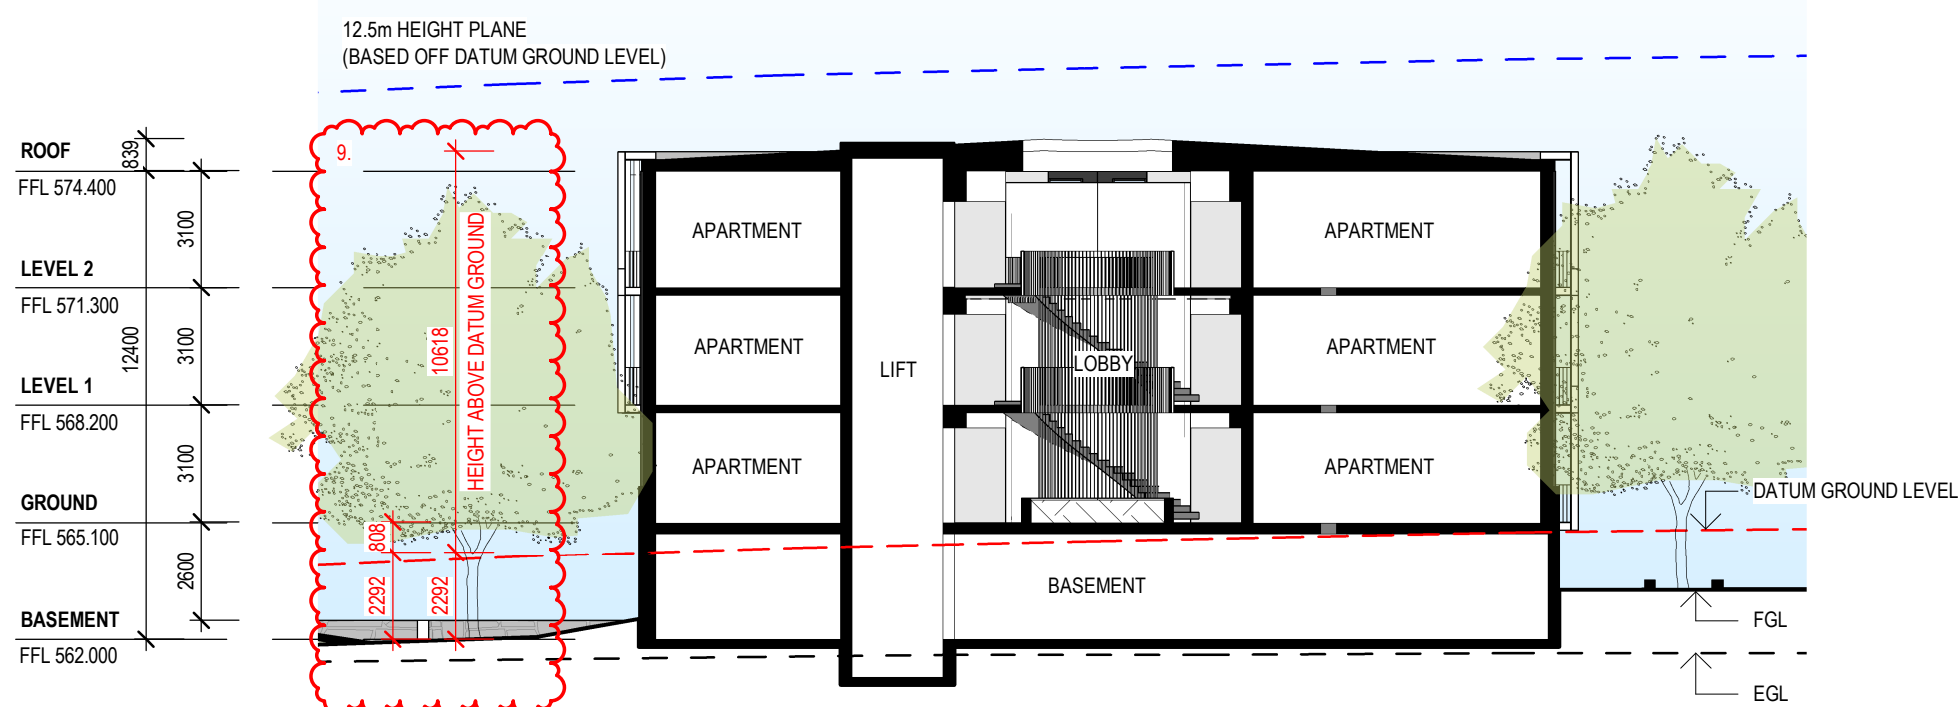 12.5m HEIGHT PLANE
(BASED OFF DATUM GROUND LEVEL)
9.
ROOF
FFL 574.400
839
3100
LEVEL 2
FFL 571.300
12400
3100
LEVEL 1
FFL 568.200
3100
GROUND
FFL 565.100
2600
BASEMENT
FFL 562.000
10618
HEIGHT ABOVE DATUM GROUND
808
2292
2292
APARTMENT
APARTMENT
APARTMENT
LIFT
LOBBY
APARTMENT
APARTMENT
APARTMENT
BASEMENT
DATUM GROUND LEVEL
FGL
EGL